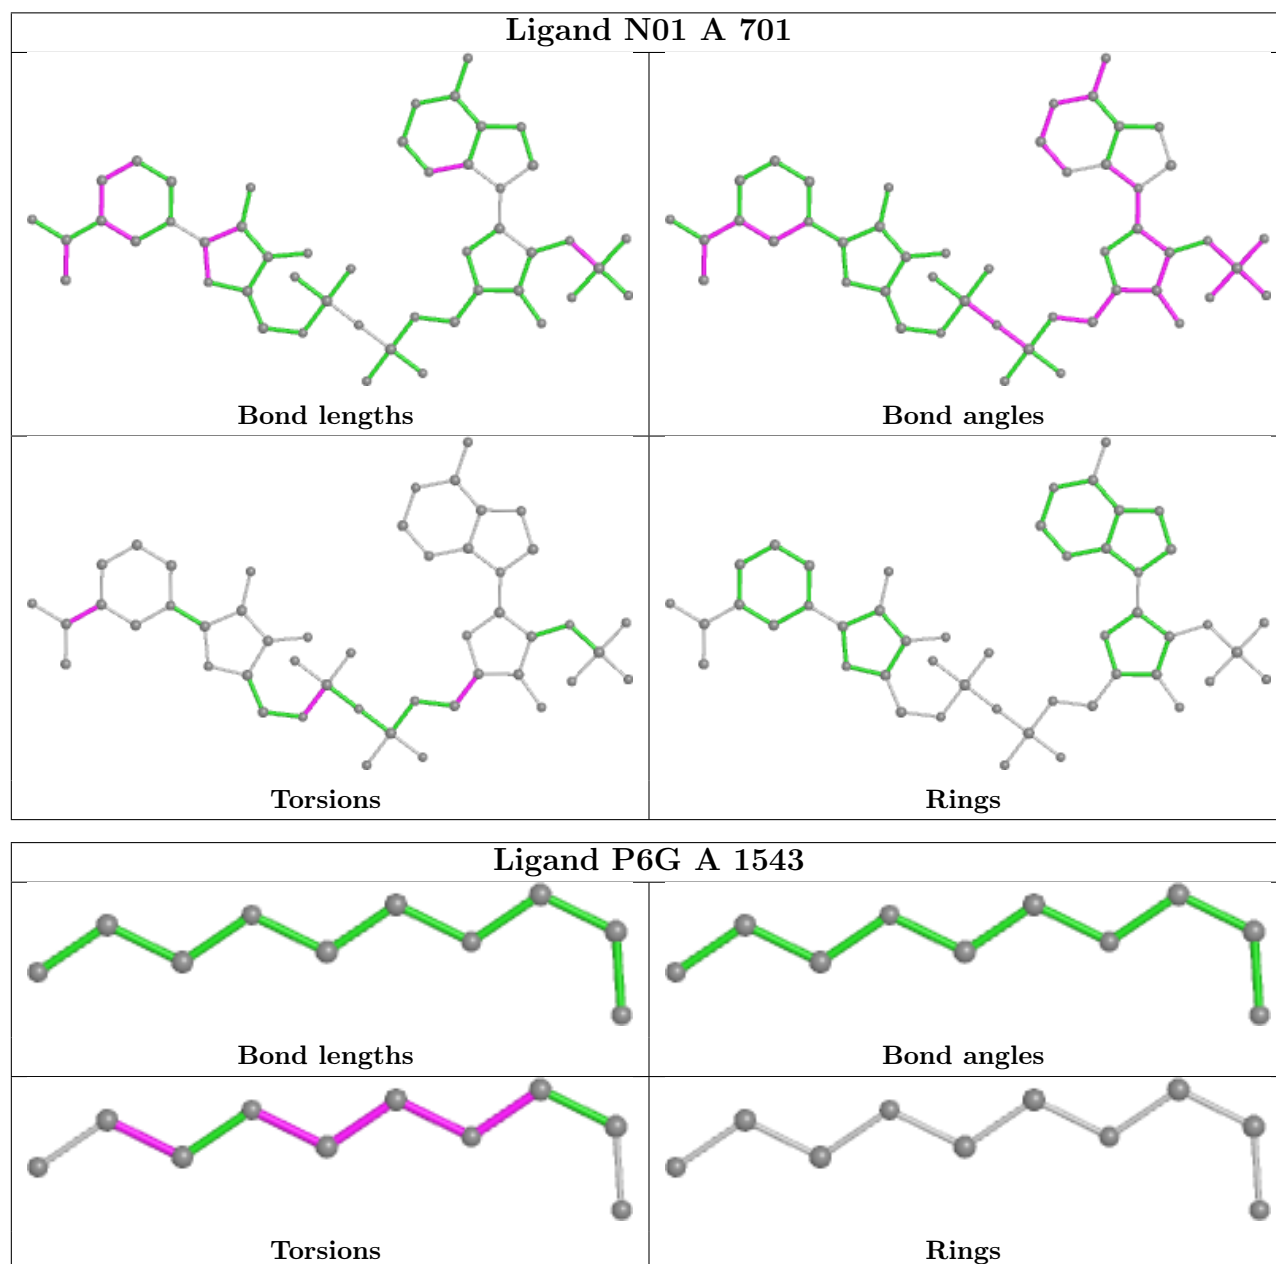 Ligand N01 A 701
Bond lengths
Bond angles
Torsions
Rings
Ligand P6G A 1543
Bond lengths
Bond angles
Torsions
Rings